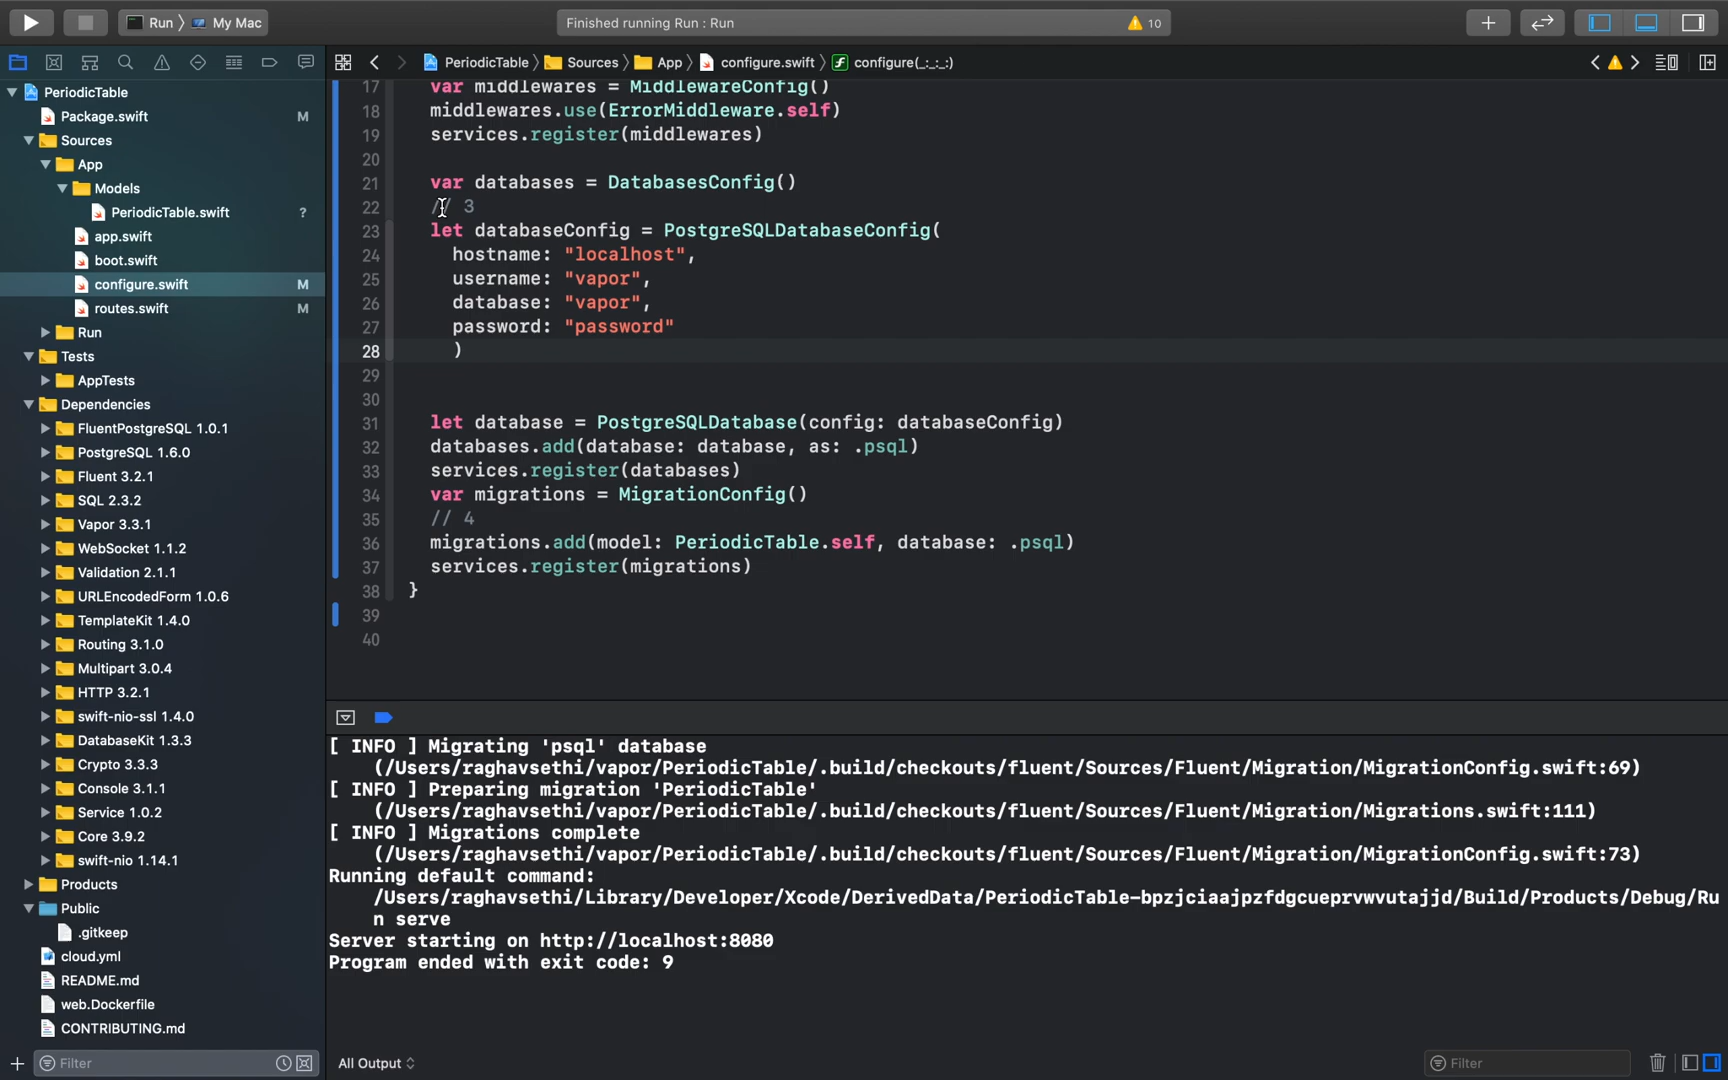 Run My Mac
Finished running Run : Run
10
PeriodicTable Sources App configure.swift configure(_:_:_:)
PeriodicTable
Package.swift M
Sources
App
Models
PeriodicTable.swift ?
app.swift
boot.swift
configure.swift M
routes.swift M
Run
Tests
AppTests
Dependencies
FluentPostgreSQL 1.0.1
PostgreSQL 1.6.0
Fluent 3.2.1
SQL 2.3.2
Vapor 3.3.1
WebSocket 1.1.2
Validation 2.1.1
URLEncodedForm 1.0.6
TemplateKit 1.4.0
Routing 3.1.0
Multipart 3.0.4
HTTP 3.2.1
swift-nio-ssl 1.4.0
DatabaseKit 1.3.3
Crypto 3.3.3
Console 3.1.1
Service 1.0.2
Core 3.9.2
swift-nio 1.14.1
Products
Public
.gitkeep
cloud.yml
README.md
web.Dockerfile
CONTRIBUTING.md
Filter
17 var middlewares = MiddlewareConfig()
18 middlewares.use(ErrorMiddleware.self)
19 services.register(middlewares)
20
21 var databases = DatabasesConfig()
22 // 3
23 let databaseConfig = PostgreSQLDatabaseConfig(
24 hostname: "localhost",
25 username: "vapor",
26 database: "vapor",
27 password: "password"
28 )
29
30
31 let database = PostgreSQLDatabase(config: databaseConfig)
32 databases.add(database: database, as: .psql)
33 services.register(databases)
34 var migrations = MigrationConfig()
35 // 4
36 migrations.add(model: PeriodicTable.self, database: .psql)
37 services.register(migrations)
38 }
39
40
[ INFO ] Migrating 'psql' database
(/Users/raghavsethi/vapor/PeriodicTable/.build/checkouts/fluent/Sources/Fluent/Migration/MigrationConfig.swift:69)
[ INFO ] Preparing migration 'PeriodicTable'
(/Users/raghavsethi/vapor/PeriodicTable/.build/checkouts/fluent/Sources/Fluent/Migration/Migrations.swift:111)
[ INFO ] Migrations complete
(/Users/raghavsethi/vapor/PeriodicTable/.build/checkouts/fluent/Sources/Fluent/Migration/MigrationConfig.swift:73)
Running default command:
/Users/raghavsethi/Library/Developer/Xcode/DerivedData/PeriodicTable-bpzjciaajpzfdgcueprvwvutajjd/Build/Products/Debug/Ru
n serve
Server starting on http://localhost:8080
Program ended with exit code: 9
All Output
Filter